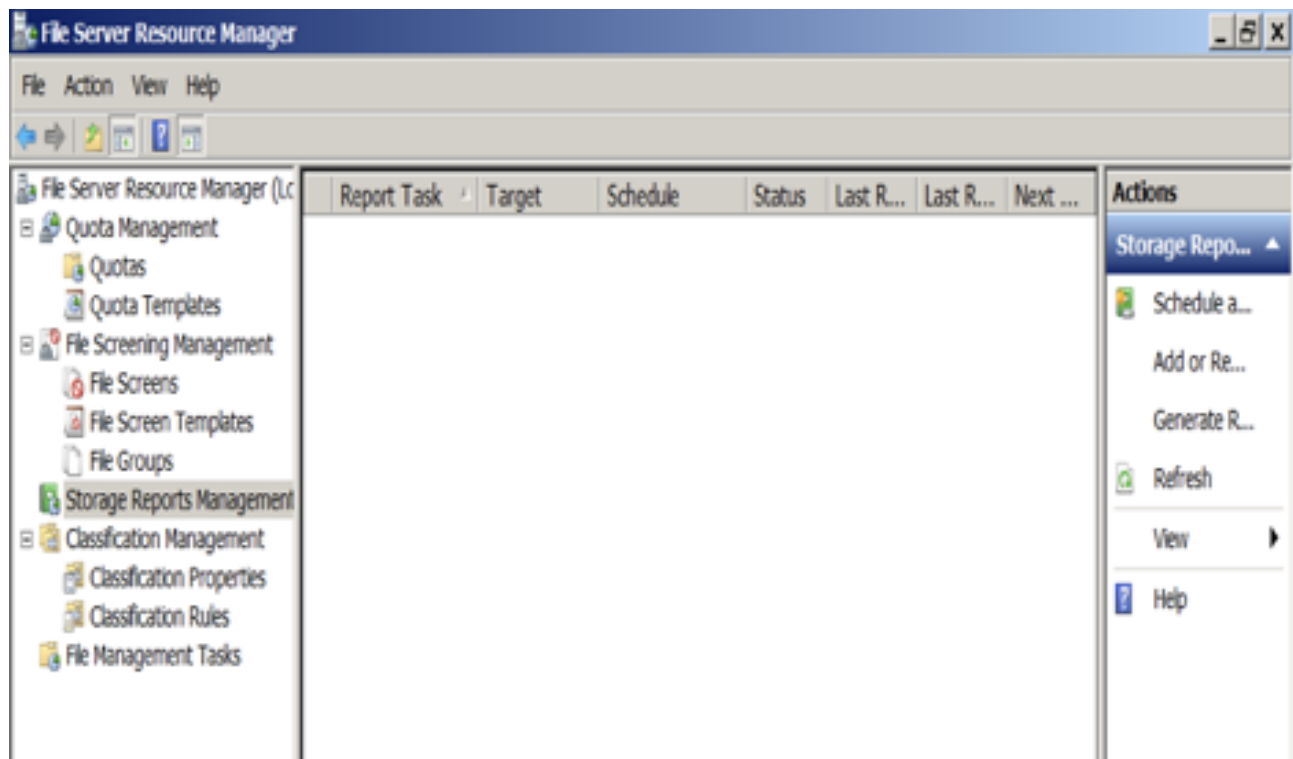 File Server Resource Manager
File Action View Help
File Server Resource Manager (Lc
Quota Management
Quotas
Quota Templates
File Screening Management
File Screens
File Screen Templates
File Groups
Storage Reports Management
Classification Management
Classification Properties
Classification Rules
File Management Tasks
Report Task Target Schedule Status Last R... Last R... Next ...
Actions
Storage Repo...
Schedule a...
Add or Re...
Generate R...
Refresh
View
Help